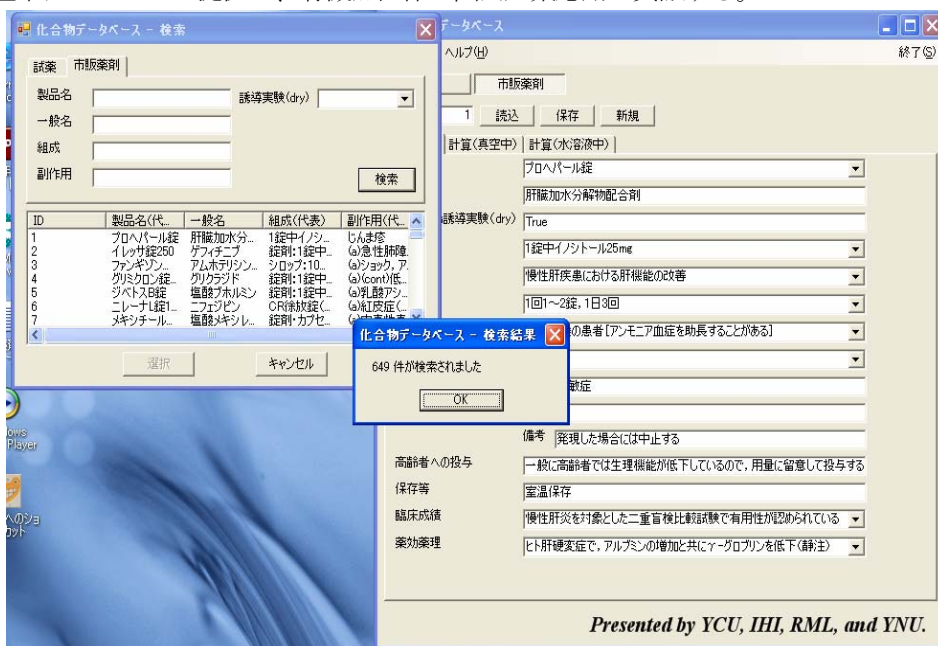 化合物データベース - 検索
試薬 市販薬剤
製品名
誘導実験(dry)
一般名
組成
副作用
検索
ID 製品名(代... 一般名 組成(代表) 副作用(代...
1 プロヘパール錠 肝臓加水分... 1錠中イノシ... じんま疹
2 イレッサ錠250 ゲフィチニブ 錠剤:1錠中... (a)急性肺障...
3 ファンギゾン... アムホテリシン... シロップ:10... (a)ショック,ア...
4 グリミクロン錠... グリクラジド 錠剤:1錠中... (a)(cont)低...
5 ジベトスB錠 塩酸ブホルミン 錠剤:1錠中... (a)乳酸アシ...
6 ニレーナL錠1... ニフェジピン CR徐放錠(... (a)紅皮症(...
7 メキシチール... 塩酸メキシレ... 錠剤・カプセ...
選択
キャンセル
化合物データベース - 検索結果
649 件が検索されました
OK
データベース
ヘルプ(H)
終了(S)
市販薬剤
1
読込
保存
新規
計算(真空中)
計算(水溶液中)
プロヘパール錠
肝臓加水分解物配合剤
誘導実験(dry)
True
1錠中イノシトール25mg
慢性肝疾患における肝機能の改善
1回1~2錠,1日3回
の患者[アンモニア血症を助長することがある]
敏症
備考 発現した場合には中止する
高齢者への投与 一般に高齢者では生理機能が低下しているので,用量に留意して投与する
保存等 室温保存
臨床成績 慢性肝炎を対象とした二重盲検比較試験で有用性が認められている
薬効薬理 ヒト肝硬変症で,アルブミンの増加と共にγ-グロブリンを低下(静注)
Presented by YCU, IHI, RML, and YNU.